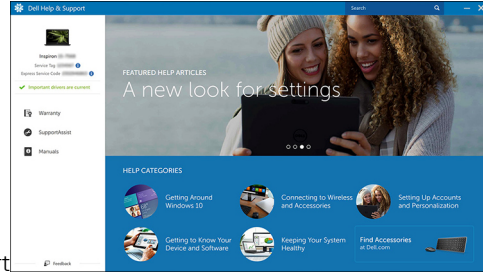 Dell Help & Support
Search
Inspiron
Service Tag
Express Service Code
Important drivers are current
Warranty
SupportAssist
Manuals
Feedback
FEATURED HELP ARTICLES
A new look for settings
HELP CATEGORIES
Getting Around
Windows 10
Connecting to Wireless
and Accessories
Setting Up Accounts
and Personalization
Getting to Know Your
Device and Software
Keeping Your System
Healthy
Find Accessories
at Dell.com
t